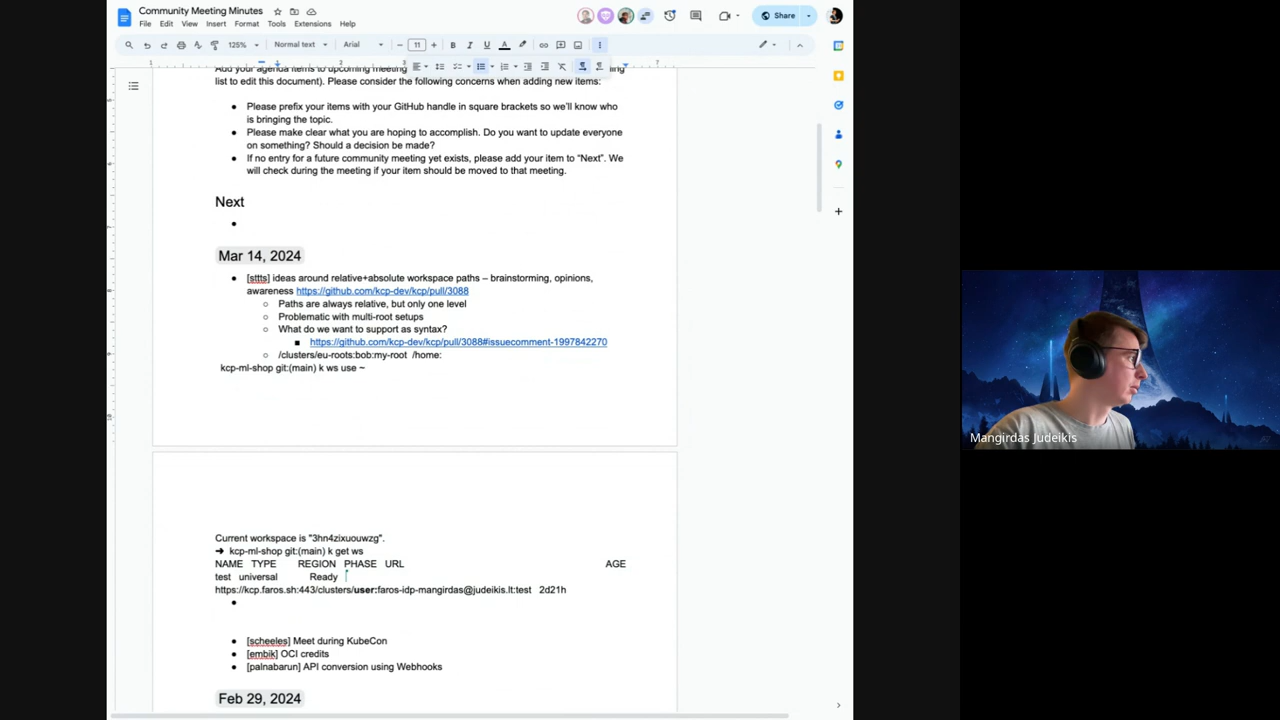 Community Meeting Minutes
File Edit View Insert Format Tools Extensions Help
Share
125% Normal text Arial 11
Add your agenda items to upcoming meeting
list to edit this document). Please consider the following concerns when adding new items:
Please prefix your items with your GitHub handle in square brackets so we'll know who
is bringing the topic.
Please make clear what you are hoping to accomplish. Do you want to update everyone
on something? Should a decision be made?
If no entry for a future community meeting yet exists, please add your item to "Next". We
will check during the meeting if your item should be moved to that meeting.
Next
Mar 14, 2024
[sttts] ideas around relative+absolute workspace paths – brainstorming, opinions,
awareness https://github.com/kcp-dev/kcp/pull/3088
Paths are always relative, but only one level
Problematic with multi-root setups
What do we want to support as syntax?
https://github.com/kcp-dev/kcp/pull/3088#issuecomment-1997842270
/clusters/eu-roots:bob:my-root /home:
kcp-ml-shop git:(main) k ws use ~
Current workspace is "3hn4zixuouwzg".
➔ kcp-ml-shop git:(main) k get ws
NAME TYPE REGION PHASE URL AGE
test universal Ready
https://kcp.faros.sh:443/clusters/user:faros-idp-mangirdas@judeikis.lt:test 2d21h
[scheeles] Meet during KubeCon
[embik] OCI credits
[palnabarun] API conversion using Webhooks
Feb 29, 2024
Mangirdas Judeikis